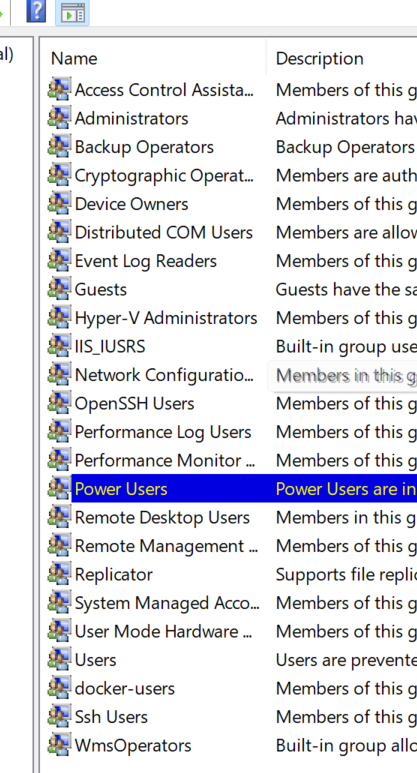 al)
Name Description
Access Control Assista... Members of this g
Administrators Administrators hav
Backup Operators Backup Operators
Cryptographic Operat... Members are auth
Device Owners Members of this g
Distributed COM Users Members are allow
Event Log Readers Members of this g
Guests Guests have the sa
Hyper-V Administrators Members of this g
IIS_IUSRS Built-in group use
Network Configuratio... Members in this g
OpenSSH Users Members of this g
Performance Log Users Members of this g
Performance Monitor ... Members of this g
Power Users Power Users are in
Remote Desktop Users Members in this g
Remote Management ... Members of this g
Replicator Supports file replic
System Managed Acco... Members of this g
User Mode Hardware ... Members of this g
Users Users are prevente
docker-users Members of this g
Ssh Users Members of this g
WmsOperators Built-in group allo